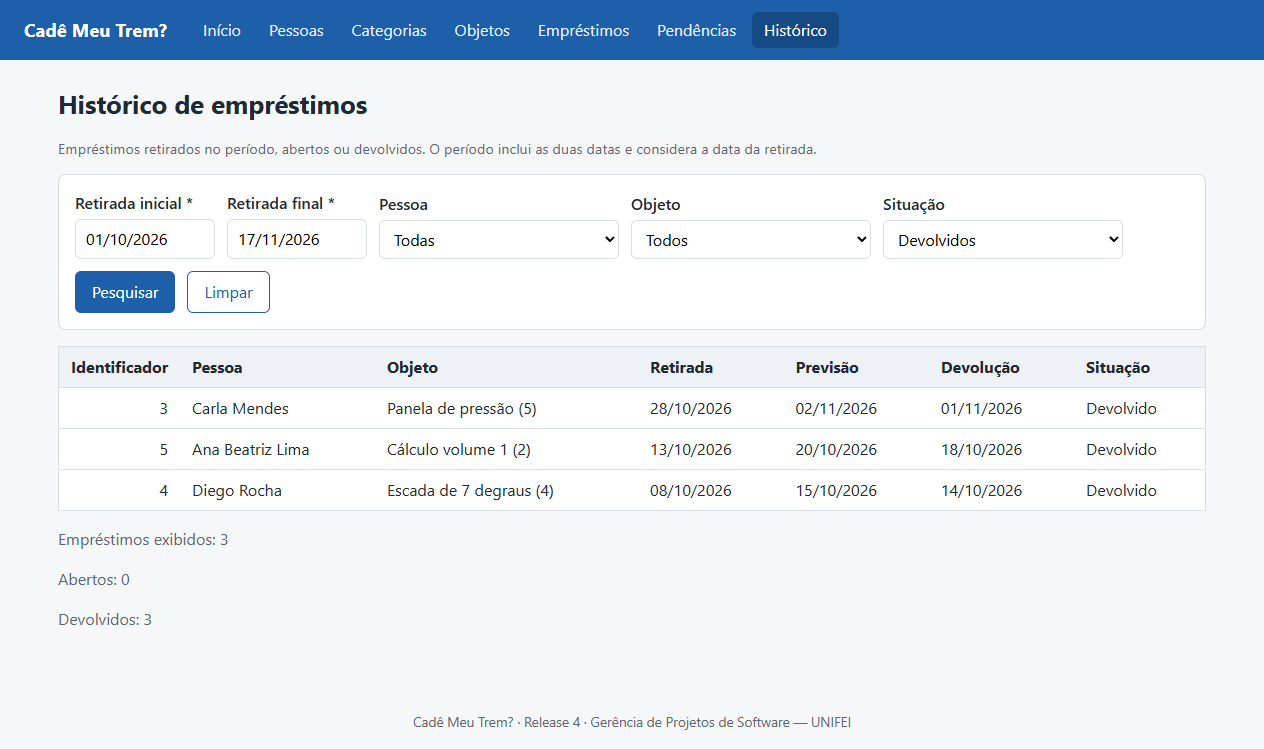 Cadê Meu Trem? Início Pessoas Categorias Objetos Empréstimos Pendências Histórico
Histórico de empréstimos
Empréstimos retirados no período, abertos ou devolvidos. O período inclui as duas datas e considera a data da retirada.
Retirada inicial * Retirada final * Pessoa Objeto Situação
01/10/2026 17/11/2026 Todas Todos Devolvidos
Pesquisar Limpar
Identificador Pessoa Objeto Retirada Previsão Devolução Situação
3 Carla Mendes Panela de pressão (5) 28/10/2026 02/11/2026 01/11/2026 Devolvido
5 Ana Beatriz Lima Cálculo volume 1 (2) 13/10/2026 20/10/2026 18/10/2026 Devolvido
4 Diego Rocha Escada de 7 degraus (4) 08/10/2026 15/10/2026 14/10/2026 Devolvido
Empréstimos exibidos: 3
Abertos: 0
Devolvidos: 3
Cadê Meu Trem? · Release 4 · Gerência de Projetos de Software — UNIFEI